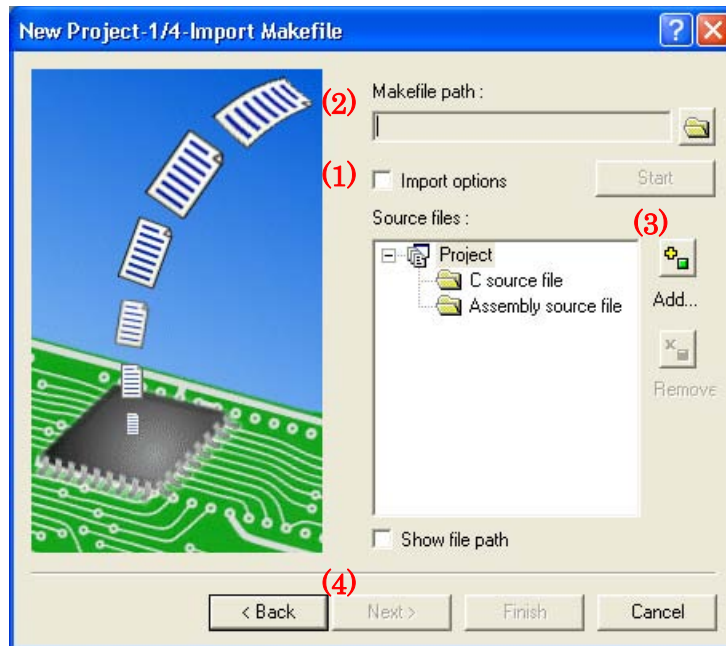 New Project-1/4-Import Makefile
(2)
Makefile path :
(1)
Import options
Start
Source files :
(3)
Project
C source file
Assembly source file
Add...
Remove
Show file path
(4)
< Back
Next >
Finish
Cancel